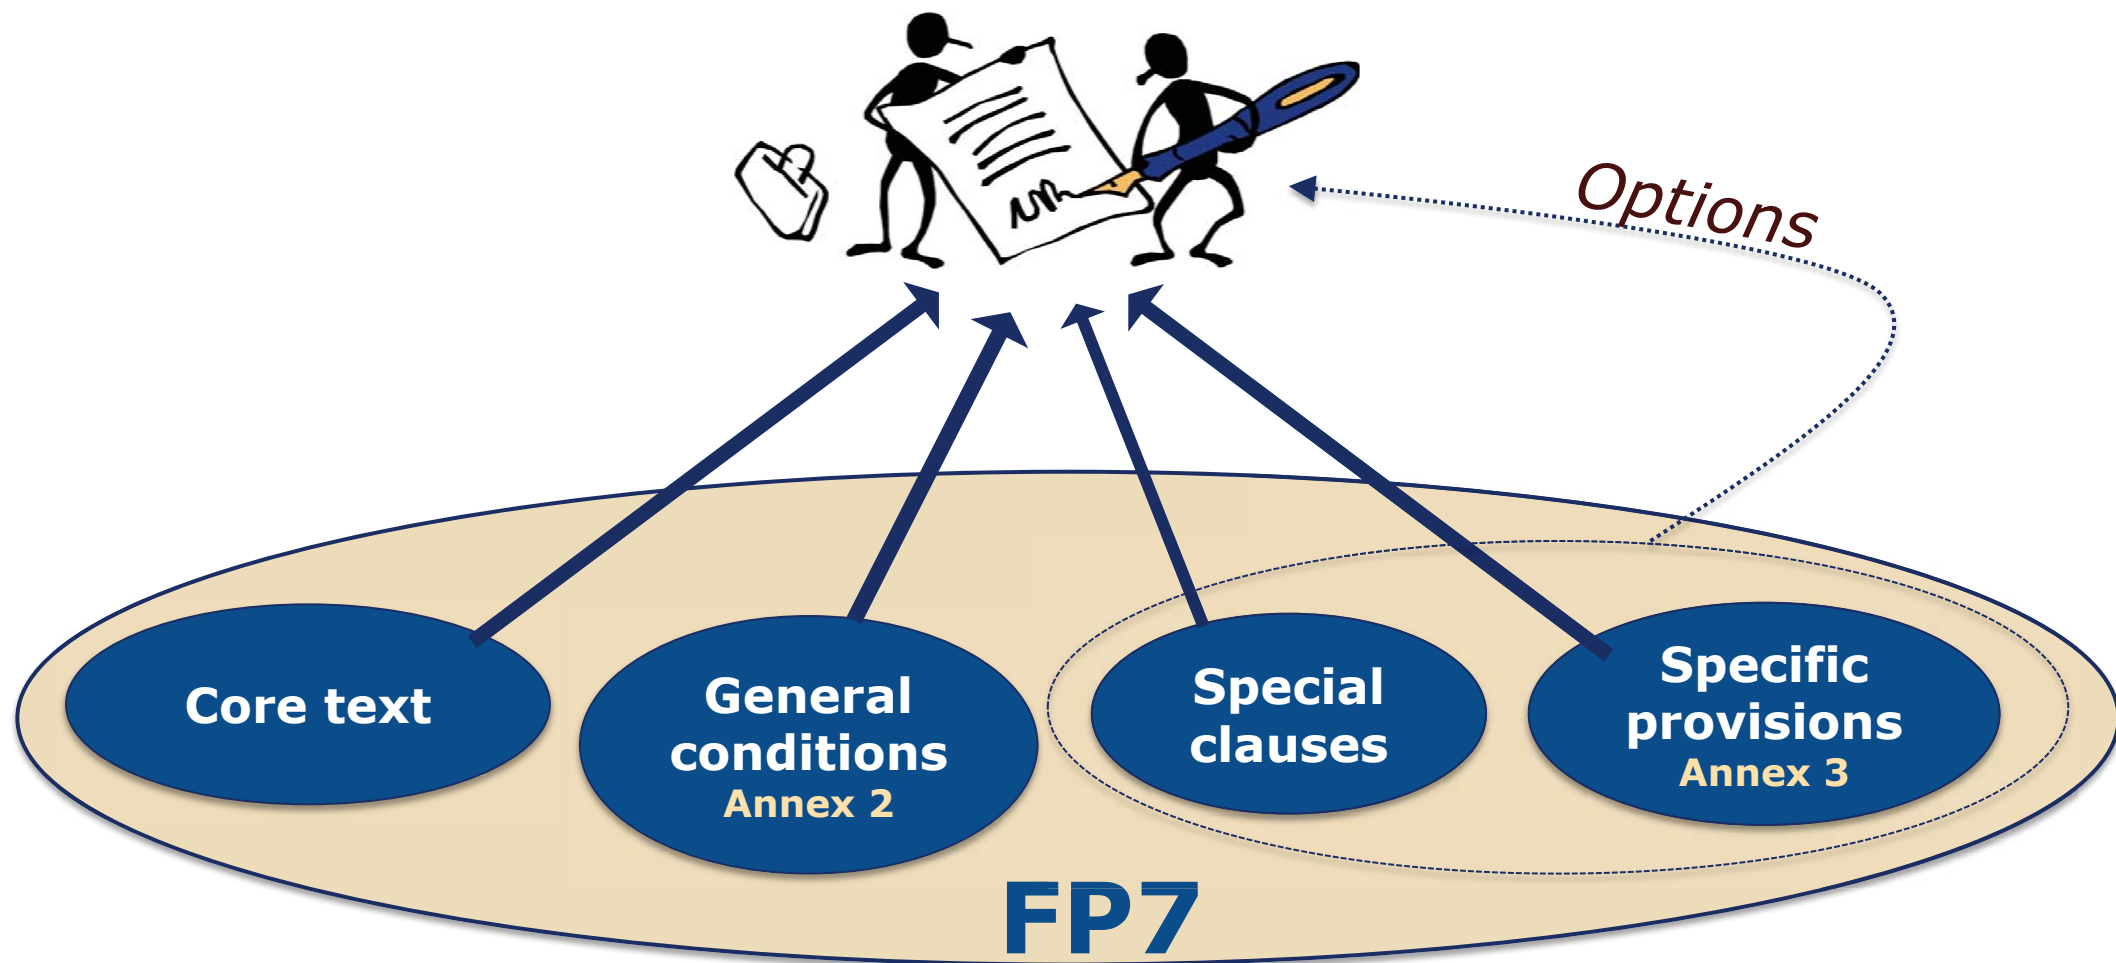 Options
Core text
General
conditions
Annex 2
Special
clauses
Specific
provisions
Annex 3
FP7